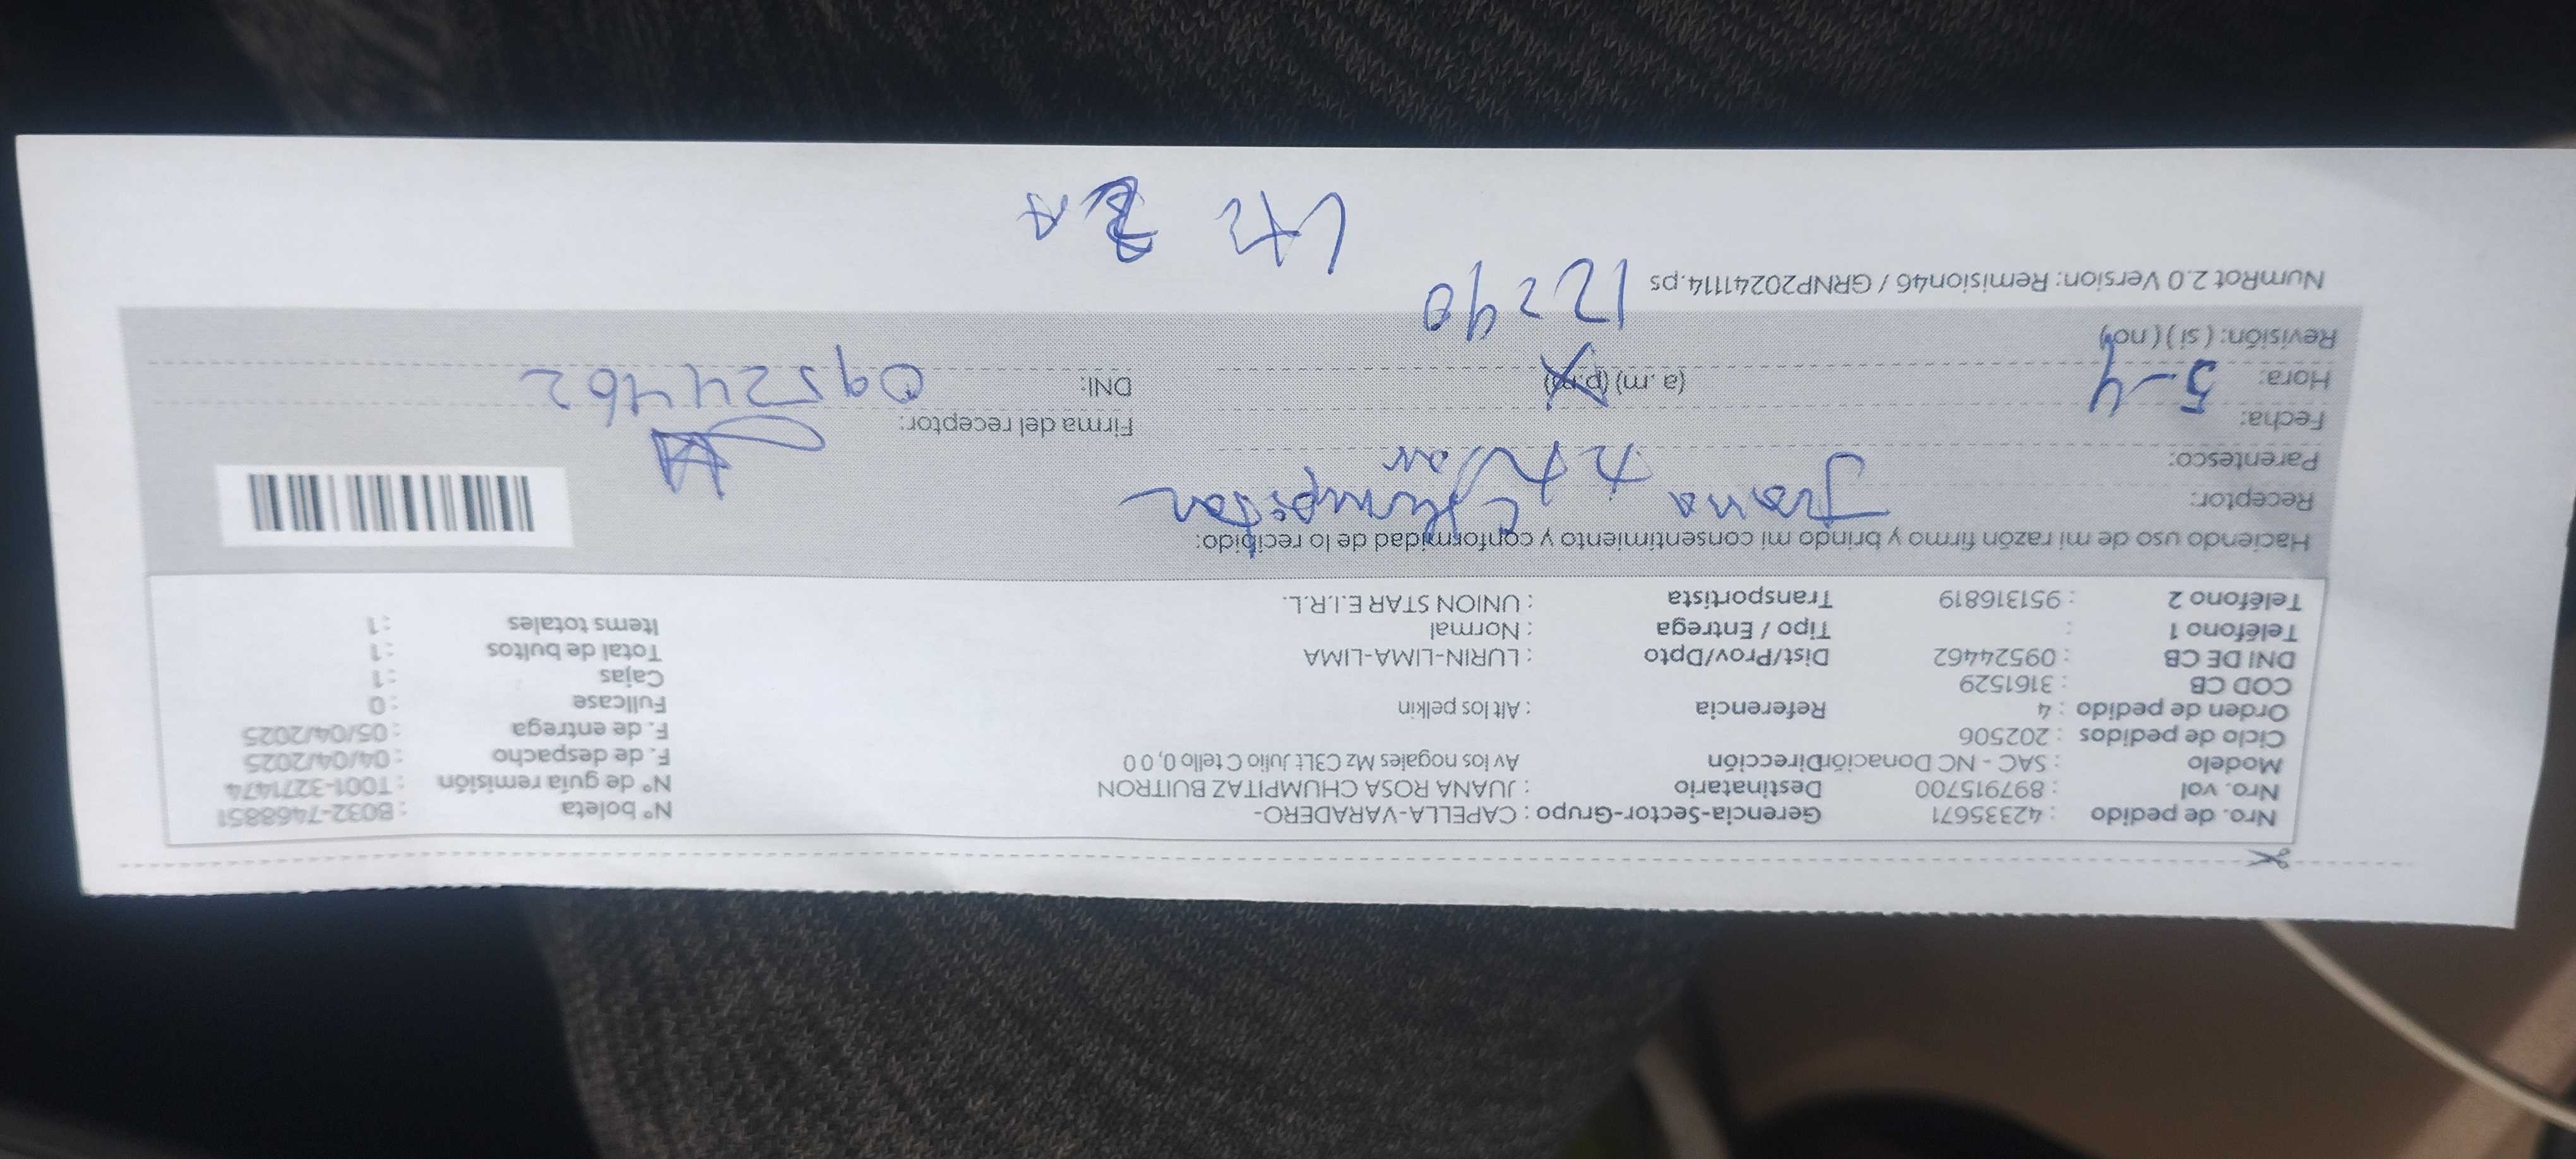 Nro. de pedido : 42335671 Gerencia-Sector-Grupo : CAPELLA-VARADERO- N° boleta : B032-7468851
Nro. vol : 897915700 Destinatario : JUANA ROSA CHUMPITAZ BUITRON N° de guía remisión : T001-3271474
Modelo : SAC - NC Donación Dirección Av los nogales Mz C3Lt Julio C tello 0, 0 0 F. de despacho : 04/04/2025
Ciclo de pedidos : 202506 F. de entrega : 05/04/2025
Orden de pedido : 4 Referencia : Alt los pelkin Fullcase : 0
COD CB : 3161529 Cajas : 1
DNI DE CB : 09524462 Dist/Prov/Dpto : LURIN-LIMA-LIMA Total de bultos : 1
Teléfono 1 : Tipo / Entrega : Normal Items totales : 1
Teléfono 2 : 951316819 Transportista : UNION STAR E.I.R.L.
Haciendo uso de mi razón firmo y brindo mi consentimiento y conformidad de lo recibido:
Receptor: Juana
Parentesco:
Fecha: 5-4 Firma del receptor:
Hora: (a.m) (p.m) DNI: 09524462
Revisión: ( si ) ( no )
NumRot 2.0 Version: Remision46 / GRNP20241114.ps